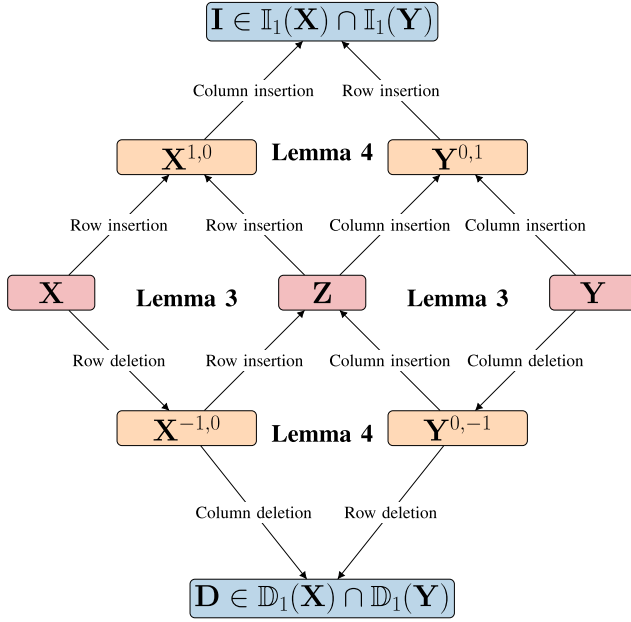 𝐈 ∈ 𝕀₁(𝐗) ∩ 𝕀₁(𝐘)
Column insertion Row insertion
𝐗^{1,0} Lemma 4 𝐘^{0,1}
Row insertion Row insertion Column insertion Column insertion
𝐗 Lemma 3 𝐙 Lemma 3 𝐘
Row deletion Row insertion Column insertion Column deletion
𝐗^{−1,0} Lemma 4 𝐘^{0,−1}
Column deletion Row deletion
𝐃 ∈ 𝔻₁(𝐗) ∩ 𝔻₁(𝐘)